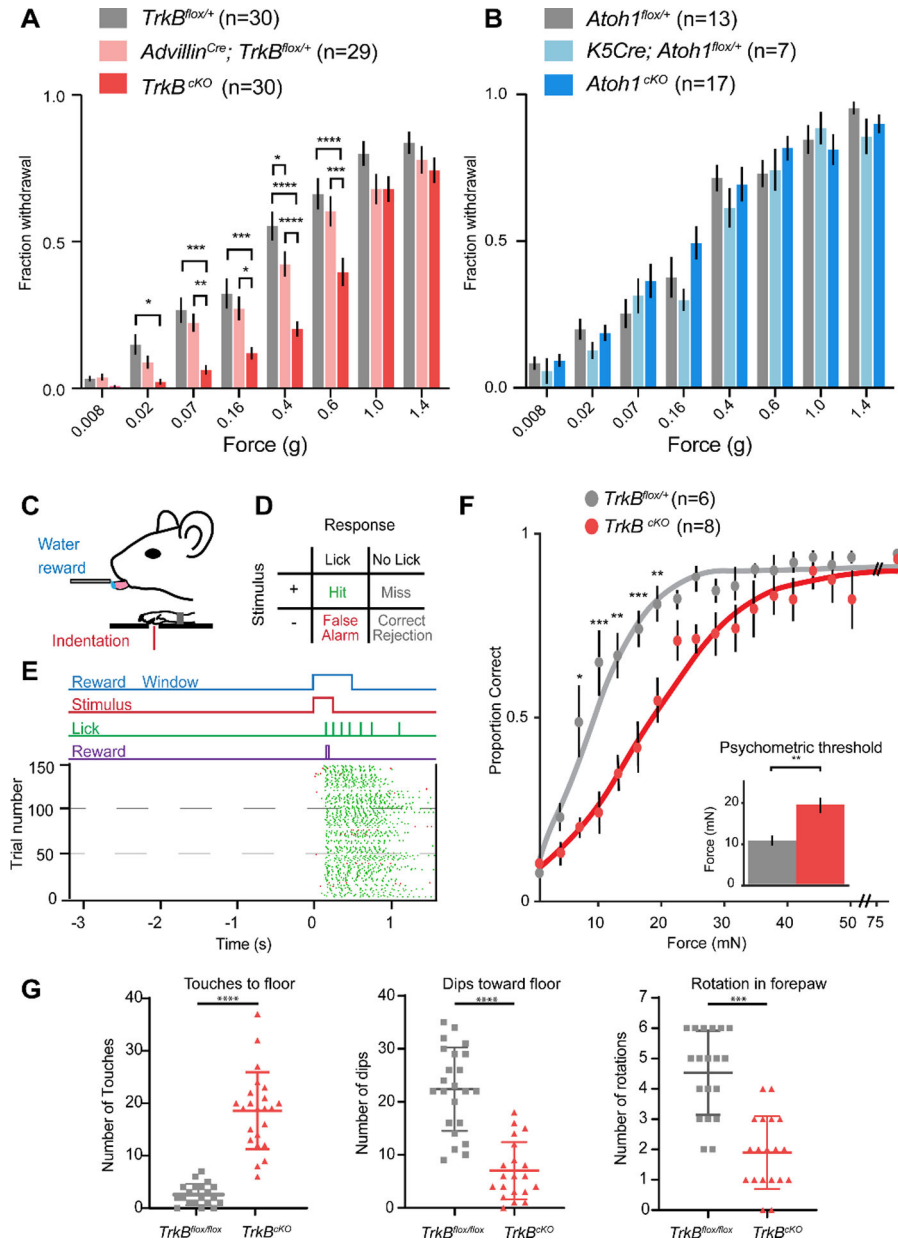 A
TrkB^flox/+ (n=30)
Advillin^Cre; TrkB^flox/+ (n=29)
TrkB^cKO (n=30)
Fraction withdrawal
1.0
0.5
0.0
*
***
**
***
*
*
****
****
****
***
0.008 0.02 0.07 0.16 0.4 0.6 1.0 1.4
Force (g)
B
Atoh1^flox/+ (n=13)
K5Cre; Atoh1^flox/+ (n=7)
Atoh1^cKO (n=17)
Fraction withdrawal
1.0
0.5
0.0
0.008 0.02 0.07 0.16 0.4 0.6 1.0 1.4
Force (g)
C
Water
reward
Indentation
D
Response
Stimulus
Lick No Lick
+ Hit Miss
- False Correct
Alarm Rejection
E
Reward Window
Stimulus
Lick
Reward
Trial number
150
100
50
0
-3 -2 -1 0 1
Time (s)
F
TrkB^flox/+ (n=6)
TrkB^cKO (n=8)
Proportion Correct
1
0.5
0
* *** ** *** **
Psychometric threshold
**
Force (mN)
20
10
0
10 20 30 40 50 75
Force (mN)
G
Touches to floor
****
Number of Touches
40
30
20
10
0
TrkB^flox/flox TrkB^cKO
Dips toward floor
****
Number of dips
40
30
20
10
0
TrkB^flox/flox TrkB^cKO
Rotation in forepaw
***
Number of rotations
7
6
5
4
3
2
1
0
TrkB^flox/flox TrkB^cKO